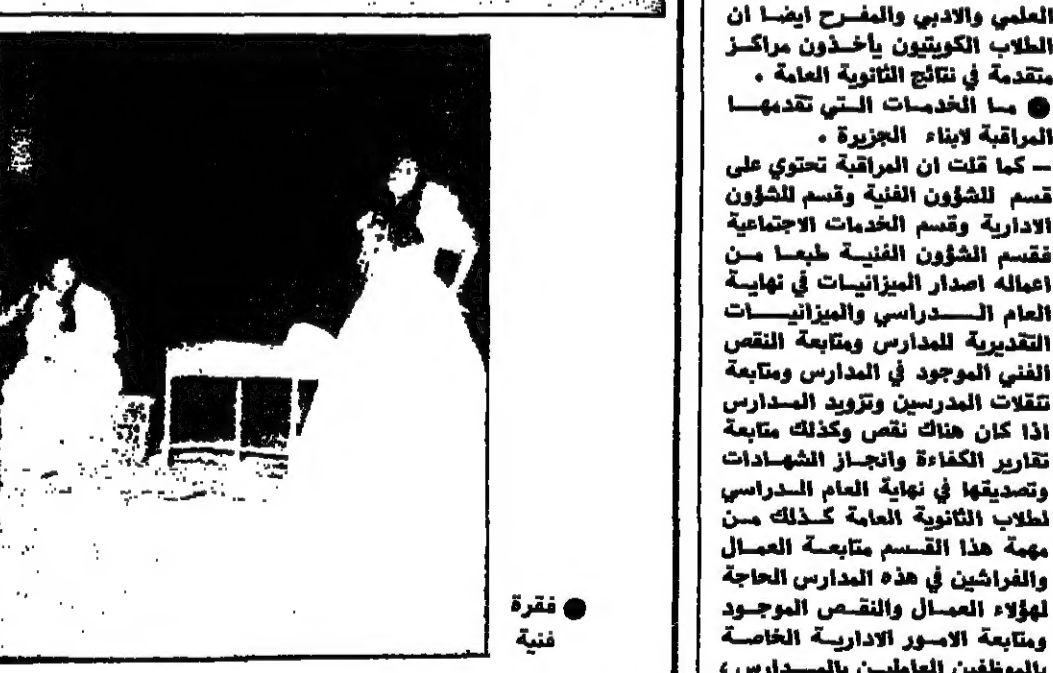 العلمي والادبي والمفرح ايضا ان
الطلاب الكويتيون يأخذون مراكز
متقدمة في نتائج الثانوية العامة .
● ما الخدمات التي تقدمها
المراقبة لابناء الجزيرة .
— كما قلت ان المراقبة تحتوي على
قسم للشؤون الفنية وقسم للشؤون
الادارية وقسم الخدمات الاجتماعية
فقسم الشؤون الفنية طبعا من
اعماله اصدار الميزانيات في نهاية
العام الدراسي والميزانيات
التقديرية للمدارس ومتابعة النقص
الفني الموجود في المدارس ومتابعة
تنقلات المدرسين وتزويد المدارس
اذا كان هناك نقص وكذلك متابعة
تقارير الكفاءة وانجاز الشهادات
وتصديقها في نهاية العام الدراسي
لطلاب الثانوية العامة كذلك من
مهمة هذا القسم متابعة العمال
والفراشين في هذه المدارس الحاجة
لهؤلاء العمال والنقص الموجود
ومتابعة الامور الادارية الخاصة
بالموظفين العاملين بالمدارس ،
● فقرة
فنية